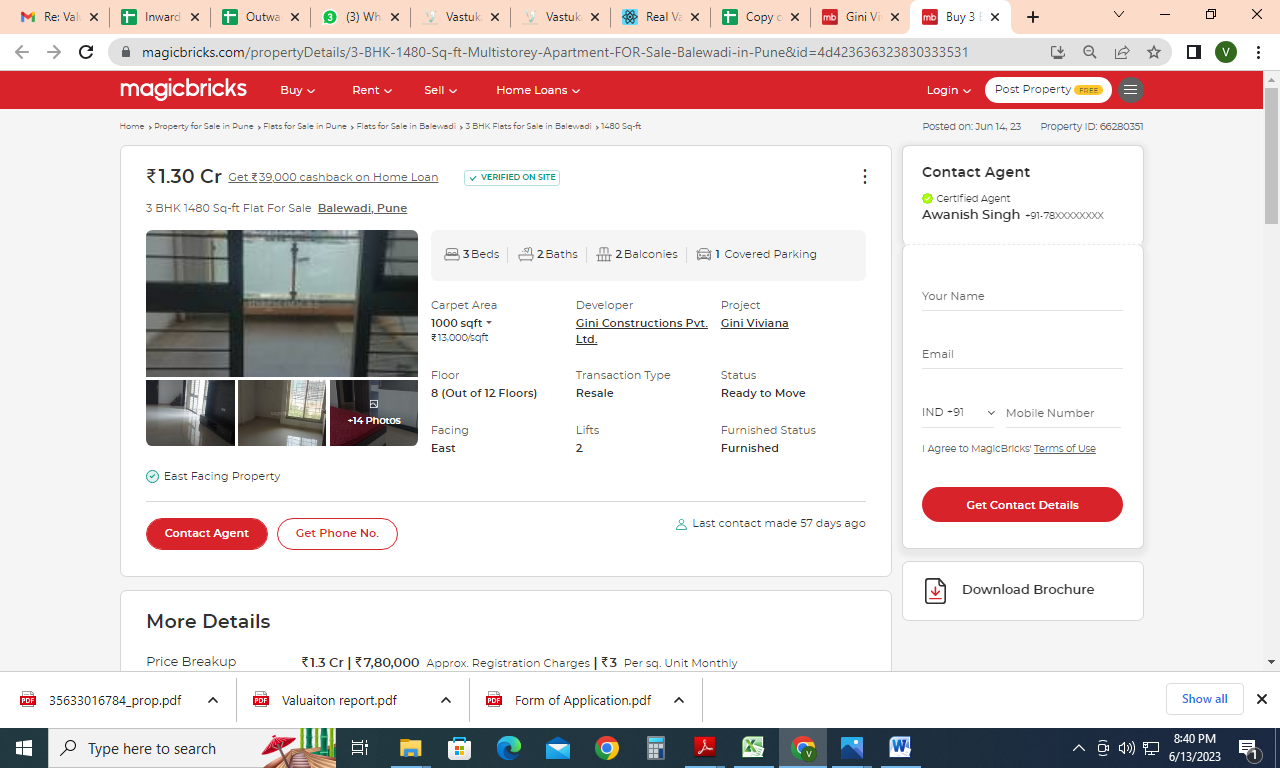 Re: Valu
Inward
Outwa
(3) Wh
Vastuk
Vastuk
Real Va
Copy c
Gini Vi
Buy 3 B
magicbricks.com/propertyDetails/3-BHK-1480-Sq-ft-Multistorey-Apartment-FOR-Sale-Balewadi-in-Pune&id=4d423636323830333531
V
magicbricks Buy Rent Sell Home Loans Login Post Property FREE
Home > Property for Sale in Pune > Flats for Sale in Pune > Flats for Sale in Balewadi > 3 BHK Flats for Sale in Balewadi > 1480 Sq-ft
Posted on: Jun 14, 23 Property ID: 66280351
₹1.30 Cr Get ₹39,000 cashback on Home Loan VERIFIED ON SITE
3 BHK 1480 Sq-ft Flat For Sale Balewadi, Pune
3 Beds 2 Baths 2 Balconies 1 Covered Parking
Carpet Area Developer Project
1000 sqft Gini Constructions Pvt. Gini Viviana
₹13,000/sqft Ltd.
Floor Transaction Type Status
8 (Out of 12 Floors) Resale Ready to Move
+14 Photos
Facing Lifts Furnished Status
East 2 Furnished
East Facing Property
Contact Agent Get Phone No. Last contact made 57 days ago
More Details
Price Breakup ₹1.3 Cr | ₹7,80,000 Approx. Registration Charges | ₹3 Per sq. Unit Monthly
Contact Agent
Certified Agent
Awanish Singh +91-78XXXXXXXX
Your Name
Email
IND +91 Mobile Number
I Agree to MagicBricks' Terms of Use
Get Contact Details
Download Brochure
PDF 35633016784_prop.pdf PDF Valuaiton report.pdf PDF Form of Application.pdf Show all
Type here to search
8:40 PM
6/13/2023
1